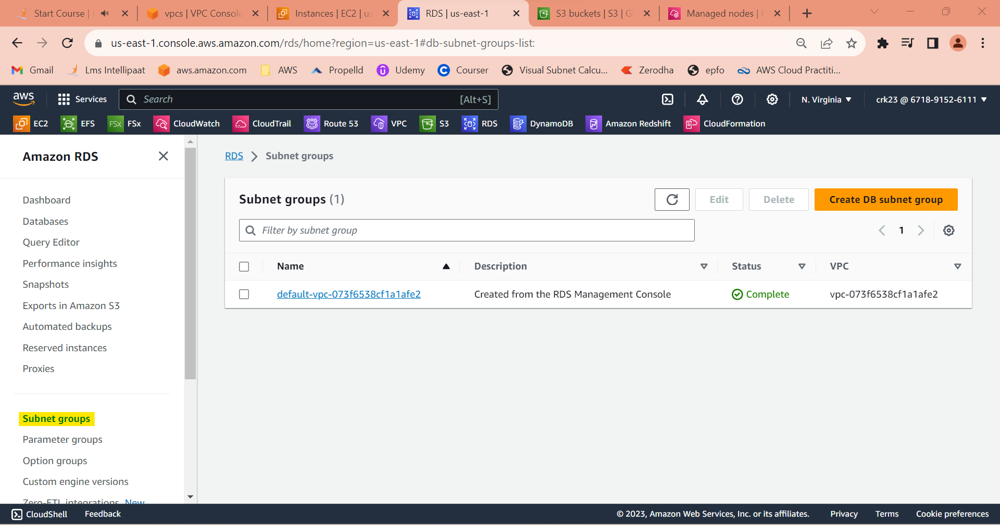 Start Course |
vpcs | VPC Console
Instances | EC2 | us
RDS | us-east-1
S3 buckets | S3 | Gl
Managed nodes |
us-east-1.console.aws.amazon.com/rds/home?region=us-east-1#db-subnet-groups-list:
Gmail
Lms Intellipaat
aws.amazon.com
AWS
Propelld
Udemy
Courser
Visual Subnet Calcu...
Zerodha
epfo
AWS Cloud Practiti...
aws
Services
Search
[Alt+S]
N. Virginia
crk23 @ 6718-9152-6111
EC2
EFS
FSx
FSx
CloudWatch
CloudTrail
53
Route 53
VPC
S3
RDS
DynamoDB
Amazon Redshift
CloudFormation
Amazon RDS
Dashboard
Databases
Query Editor
Performance insights
Snapshots
Exports in Amazon S3
Automated backups
Reserved instances
Proxies
Subnet groups
Parameter groups
Option groups
Custom engine versions
Zero-ETL integrations New
RDS
Subnet groups
Subnet groups (1)
Edit
Delete
Create DB subnet group
Filter by subnet group
1
Name
Description
Status
VPC
default-vpc-073f6538cf1a1afe2
Created from the RDS Management Console
Complete
vpc-073f6538cf1a1afe2
CloudShell
Feedback
© 2023, Amazon Web Services, Inc. or its affiliates.
Privacy
Terms
Cookie preferences